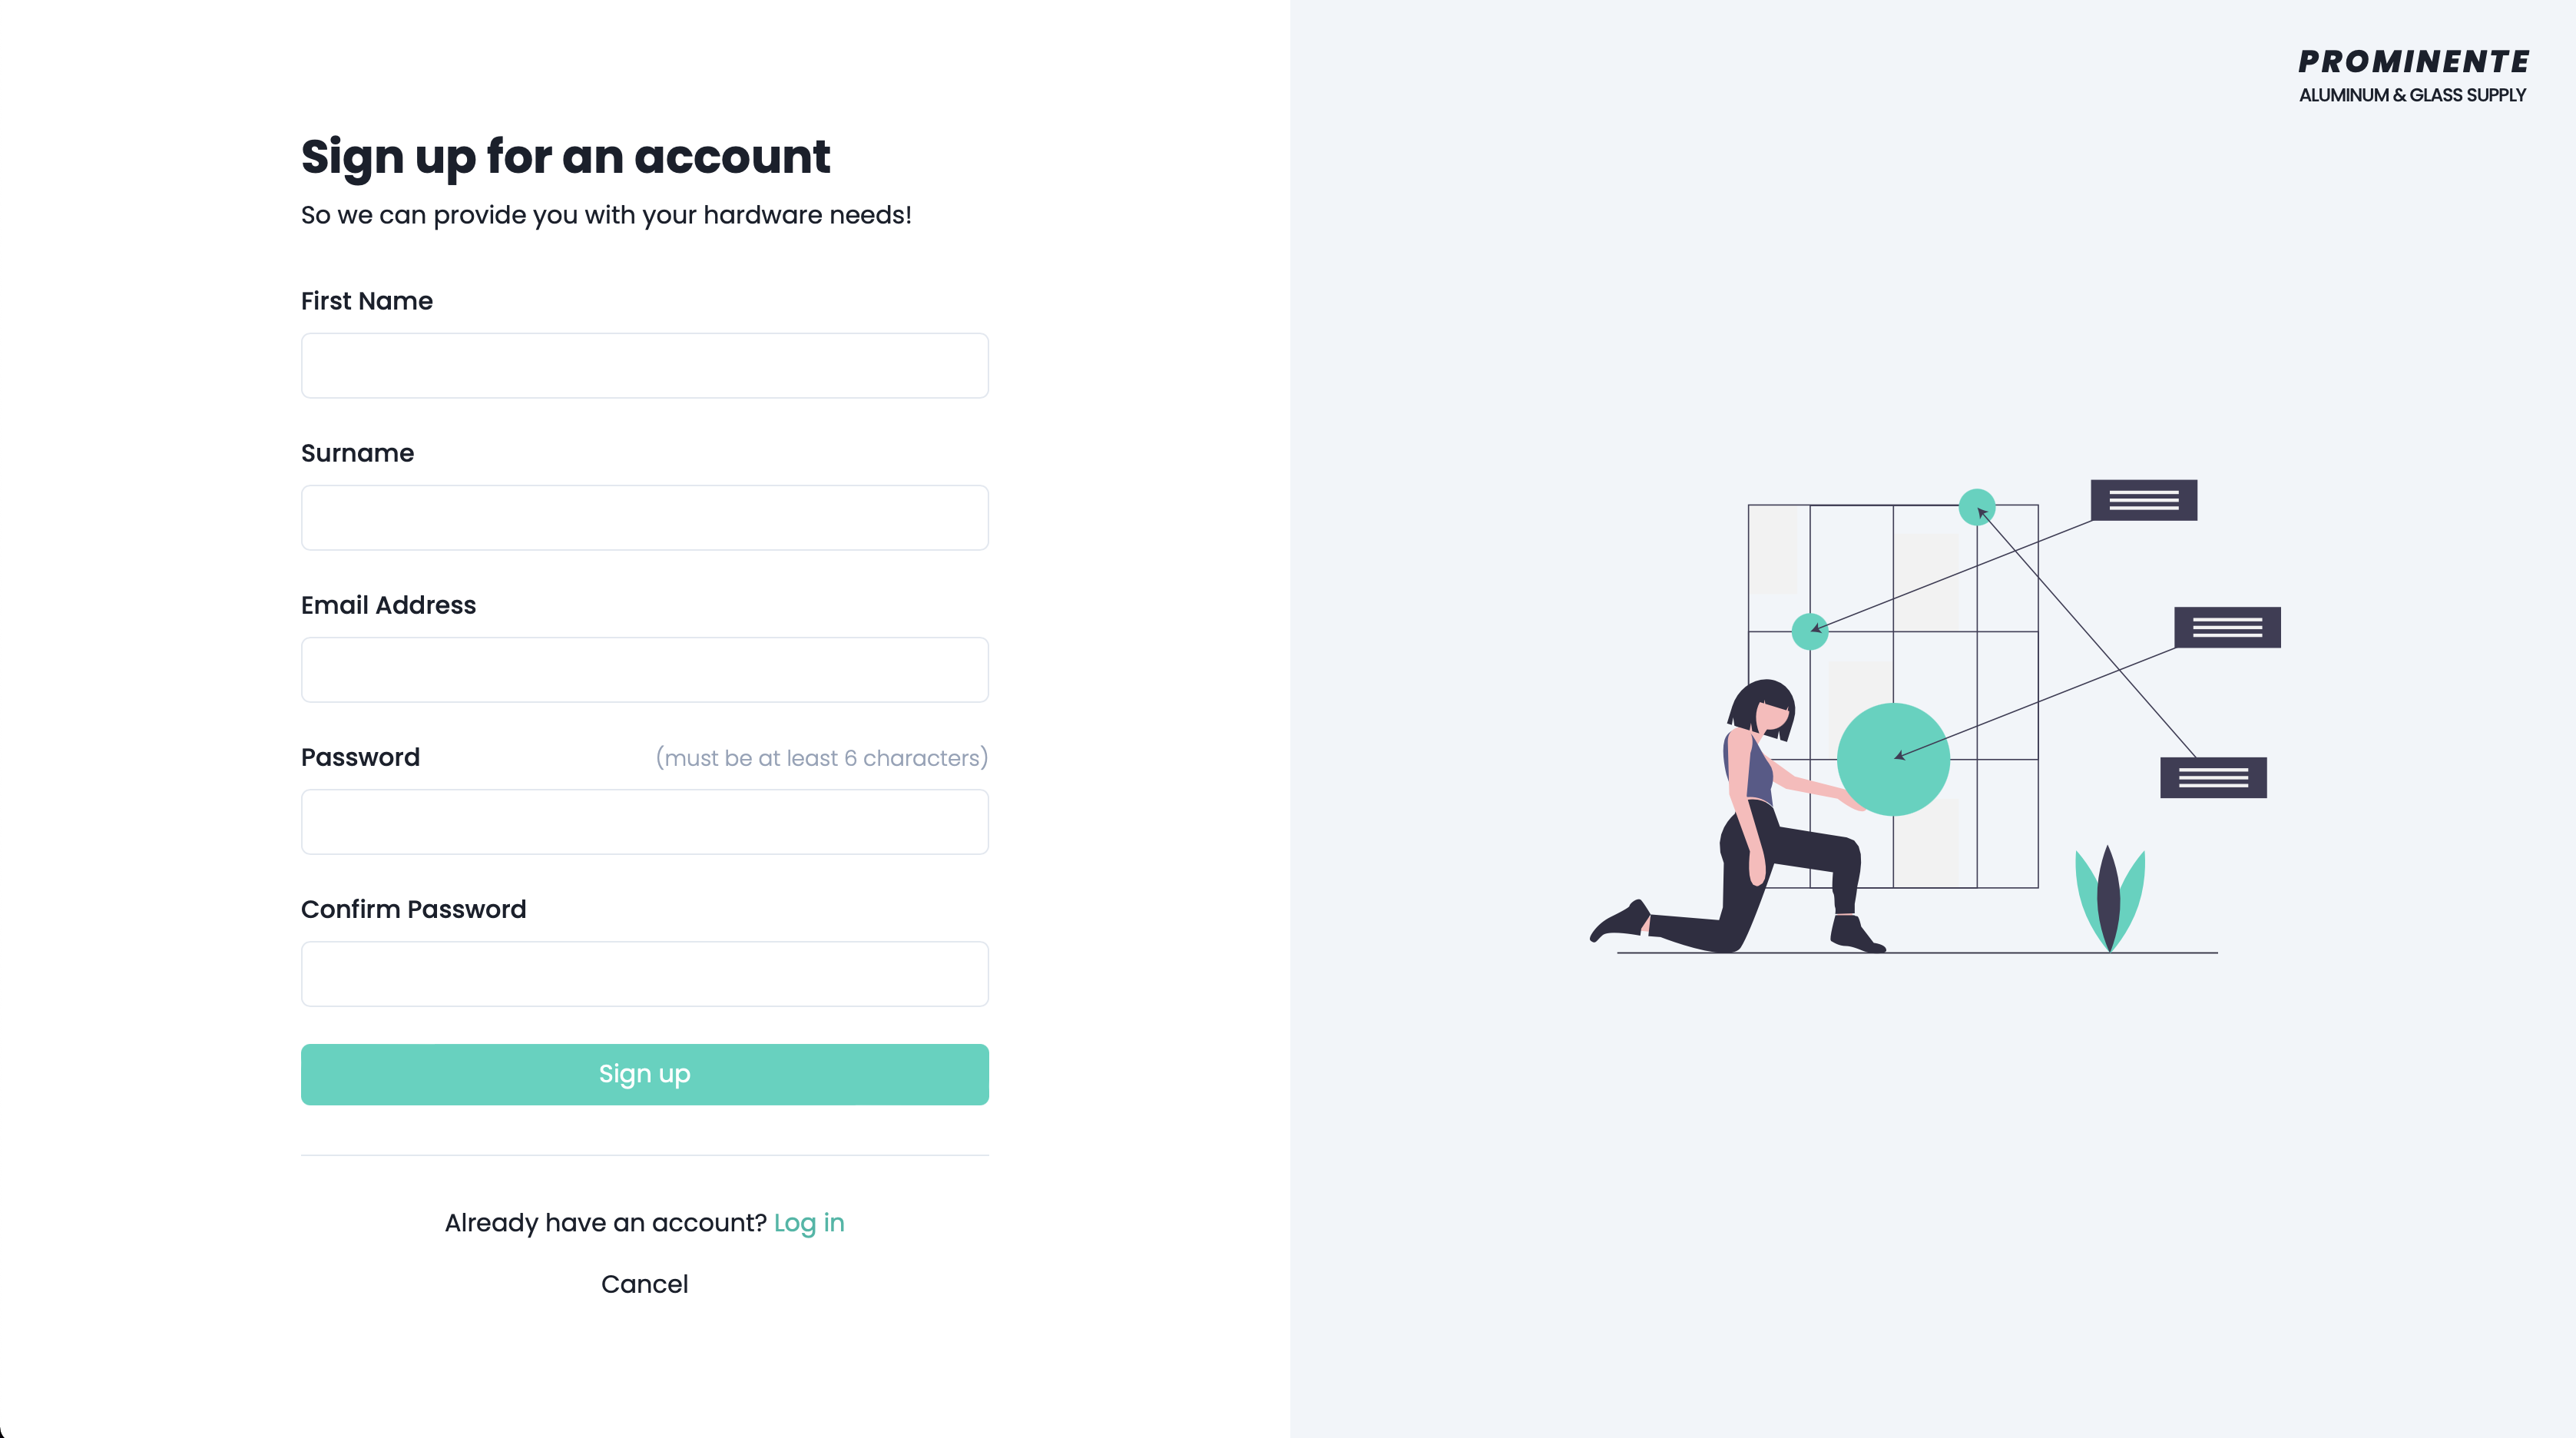 PROMINENTE
ALUMINUM & GLASS SUPPLY
Sign up for an account
So we can provide you with your hardware needs!
First Name
Surname
Email Address
Password (must be at least 6 characters)
Confirm Password
Sign up
Already have an account? Log in
Cancel